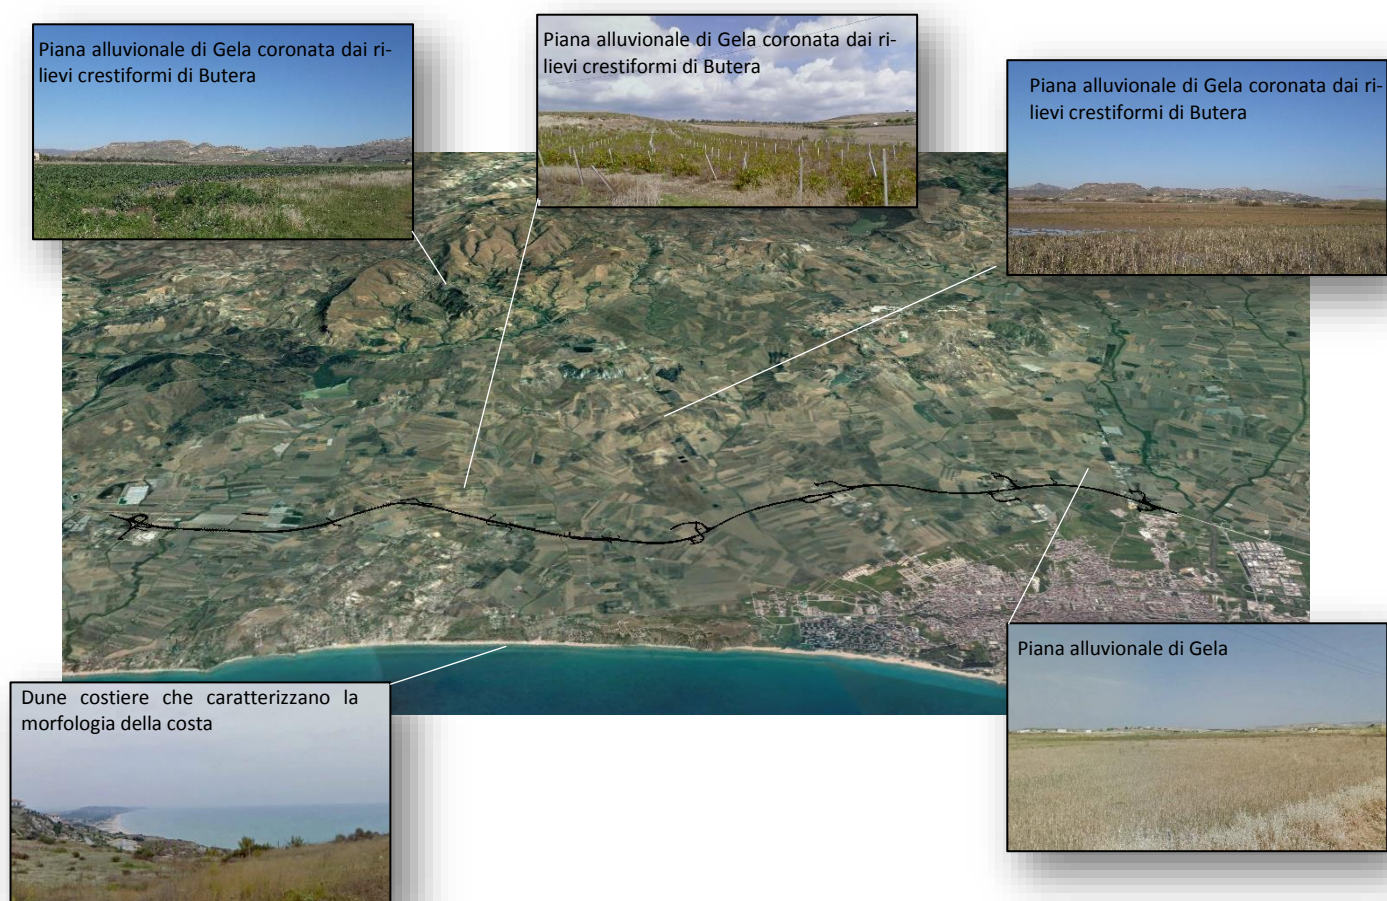 Piana alluvionale di Gela coronata dai ri-
lievi crestiformi di Butera
Piana alluvionale di Gela coronata dai ri-
lievi crestiformi di Butera
Piana alluvionale di Gela coronata dai ri-
lievi crestiformi di Butera
Piana alluvionale di Gela
Dune costiere che caratterizzano la
morfologia della costa